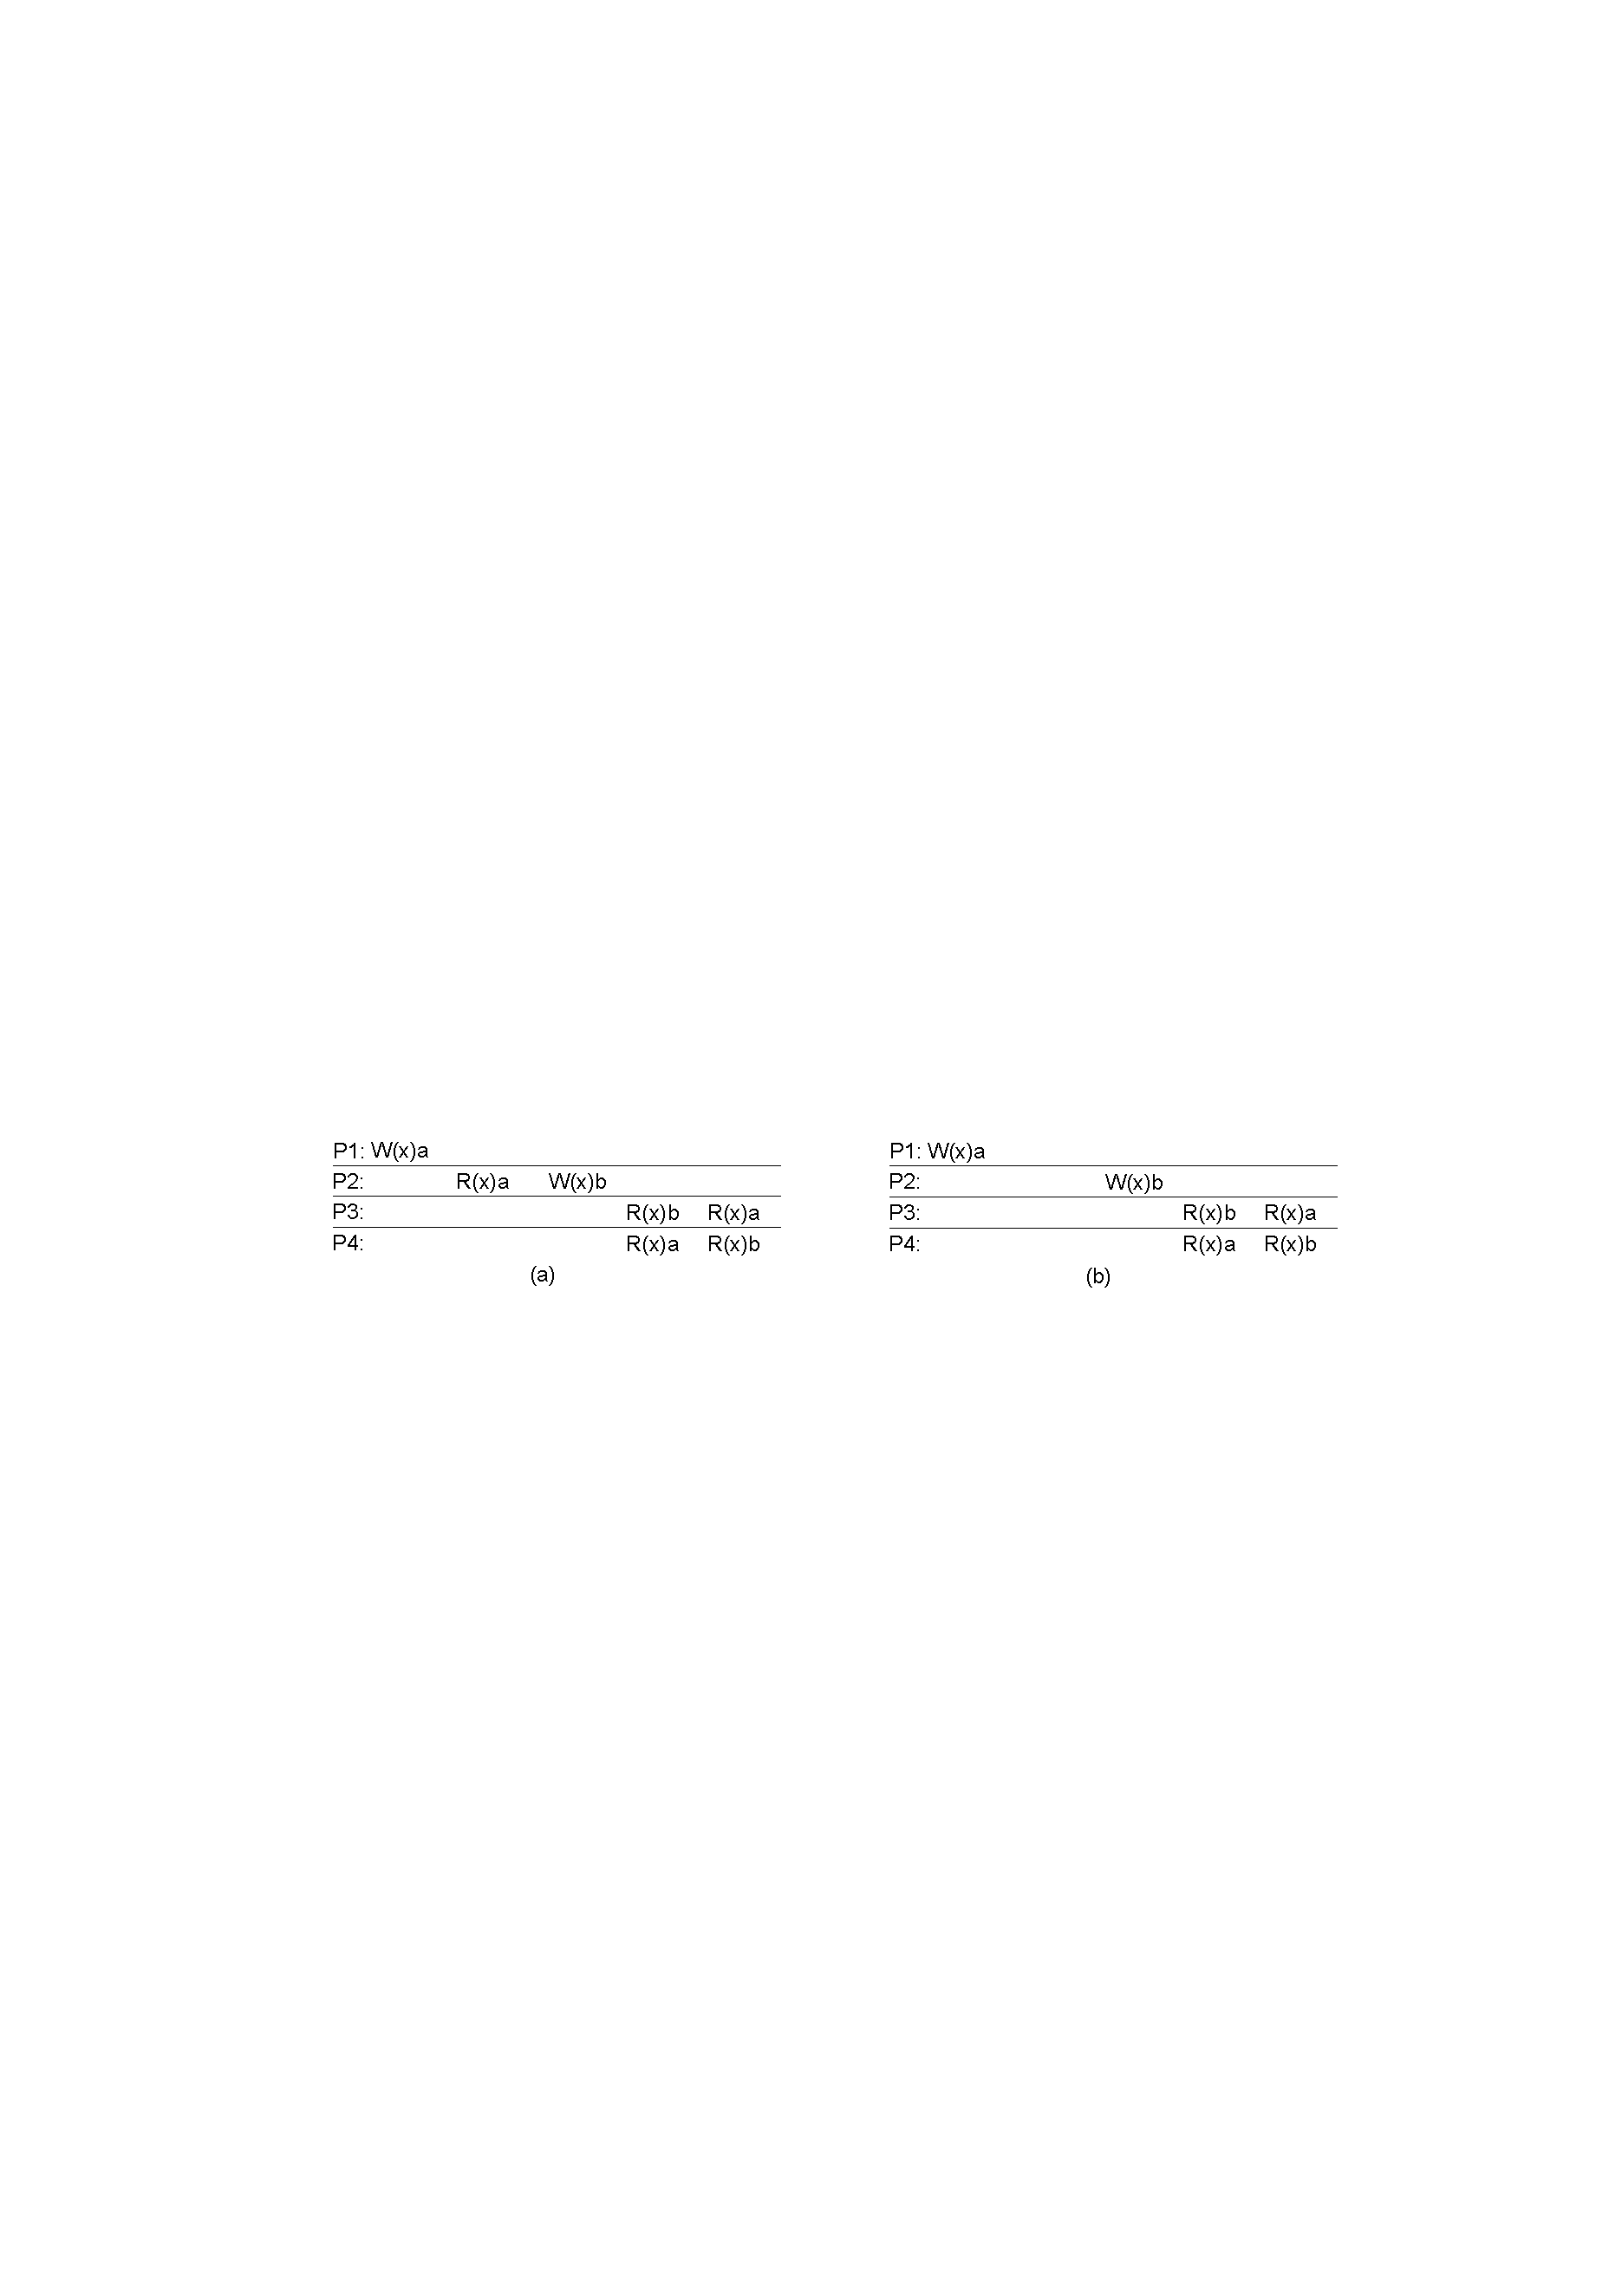 P1: W(x)a
P2: R(x)a W(x)b
P3: R(x)b R(x)a
P4: R(x)a R(x)b
(a)
P1: W(x)a
P2: W(x)b
P3: R(x)b R(x)a
P4: R(x)a R(x)b
(b)